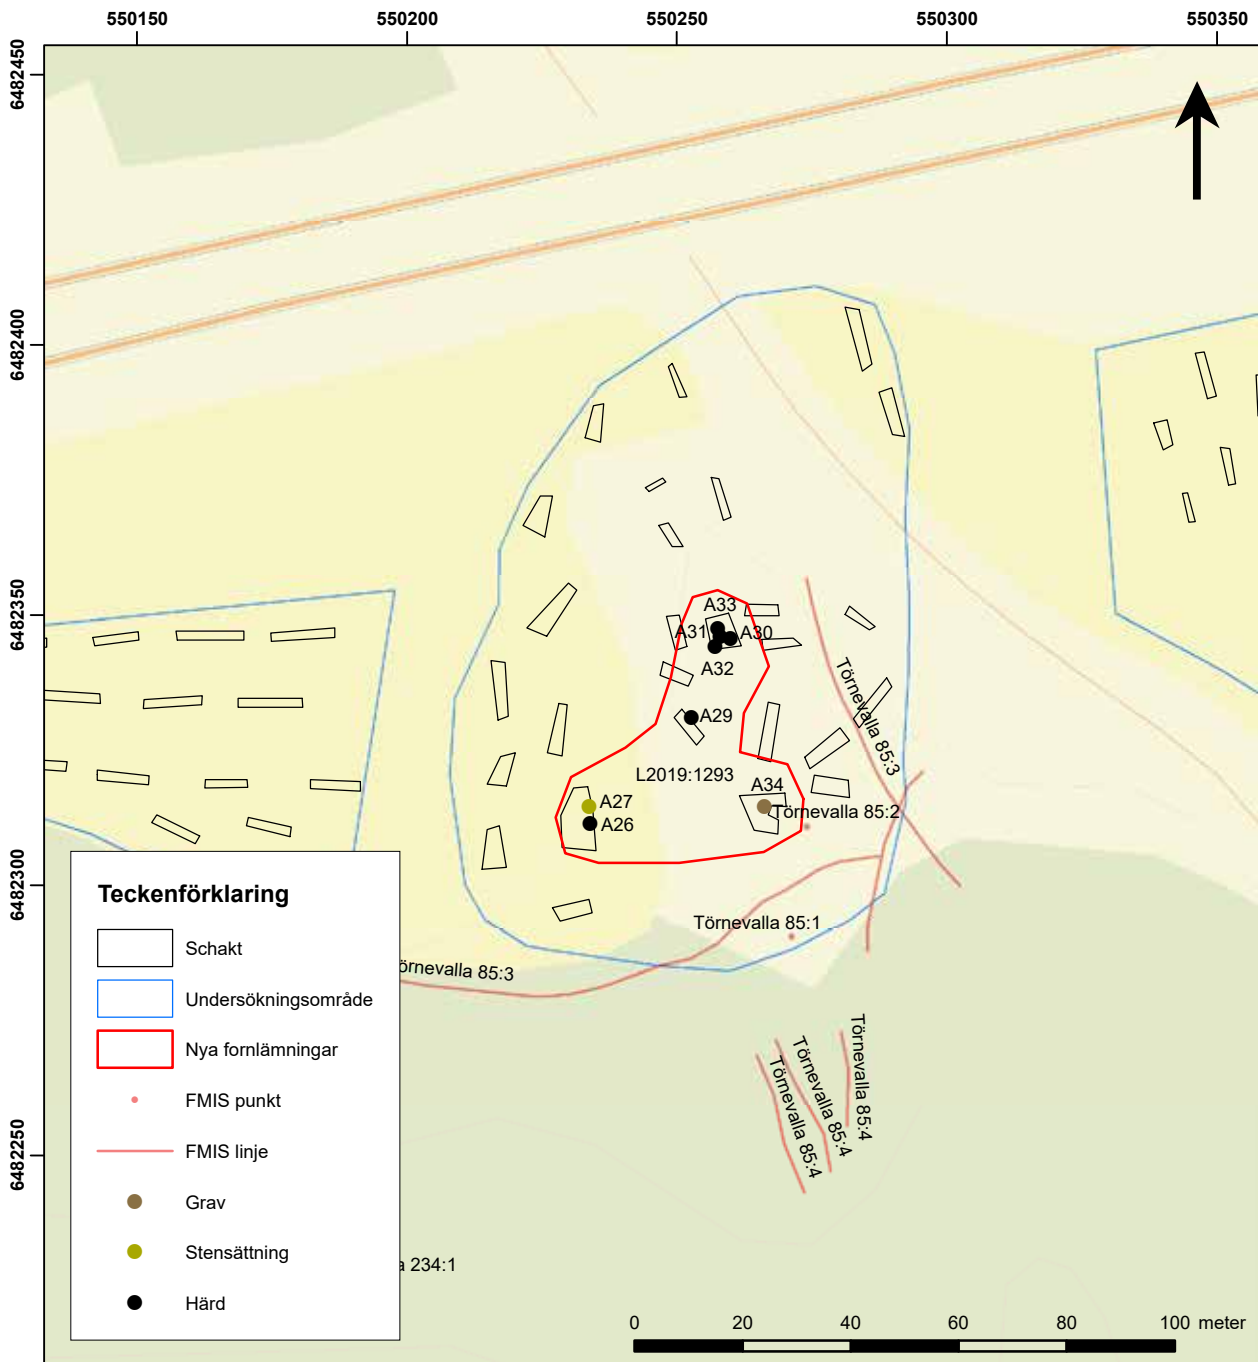 550150 550200 550250 550300 550350
6482450
6482400
6482350
6482300
6482250
A33
A31
A30
A32
A29
L2019:1293
A34
A27
A26
Törnevalla 85:3
Törnevalla 85:2
Törnevalla 85:1
örnevalla 85:3
Törnevalla 85:4
Törnevalla 85:4
Törnevalla 85:4
a 234:1
Teckenförklaring
Schakt
Undersökningsområde
Nya fornlämningar
FMIS punkt
FMIS linje
Grav
Stensättning
Härd
0 20 40 60 80 100 meter